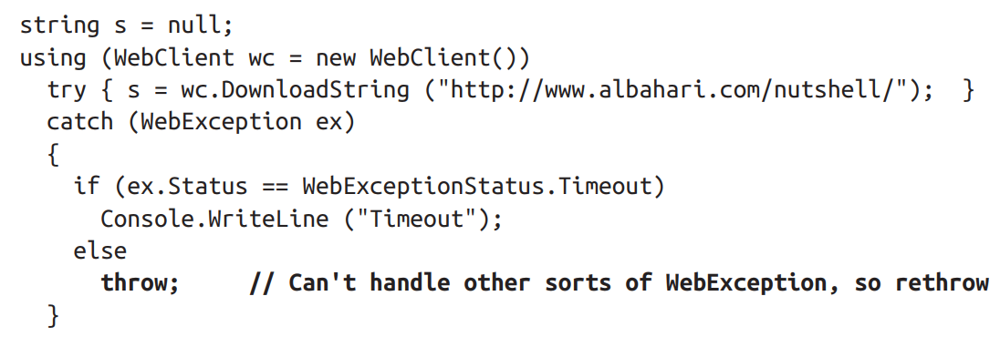 string s = null;
using (WebClient wc = new WebClient())
  try { s = wc.DownloadString ("http://www.albahari.com/nutshell/");  }
  catch (WebException ex)
  {
    if (ex.Status == WebExceptionStatus.Timeout)
      Console.WriteLine ("Timeout");
    else
      throw;     // Can't handle other sorts of WebException, so rethrow
  }